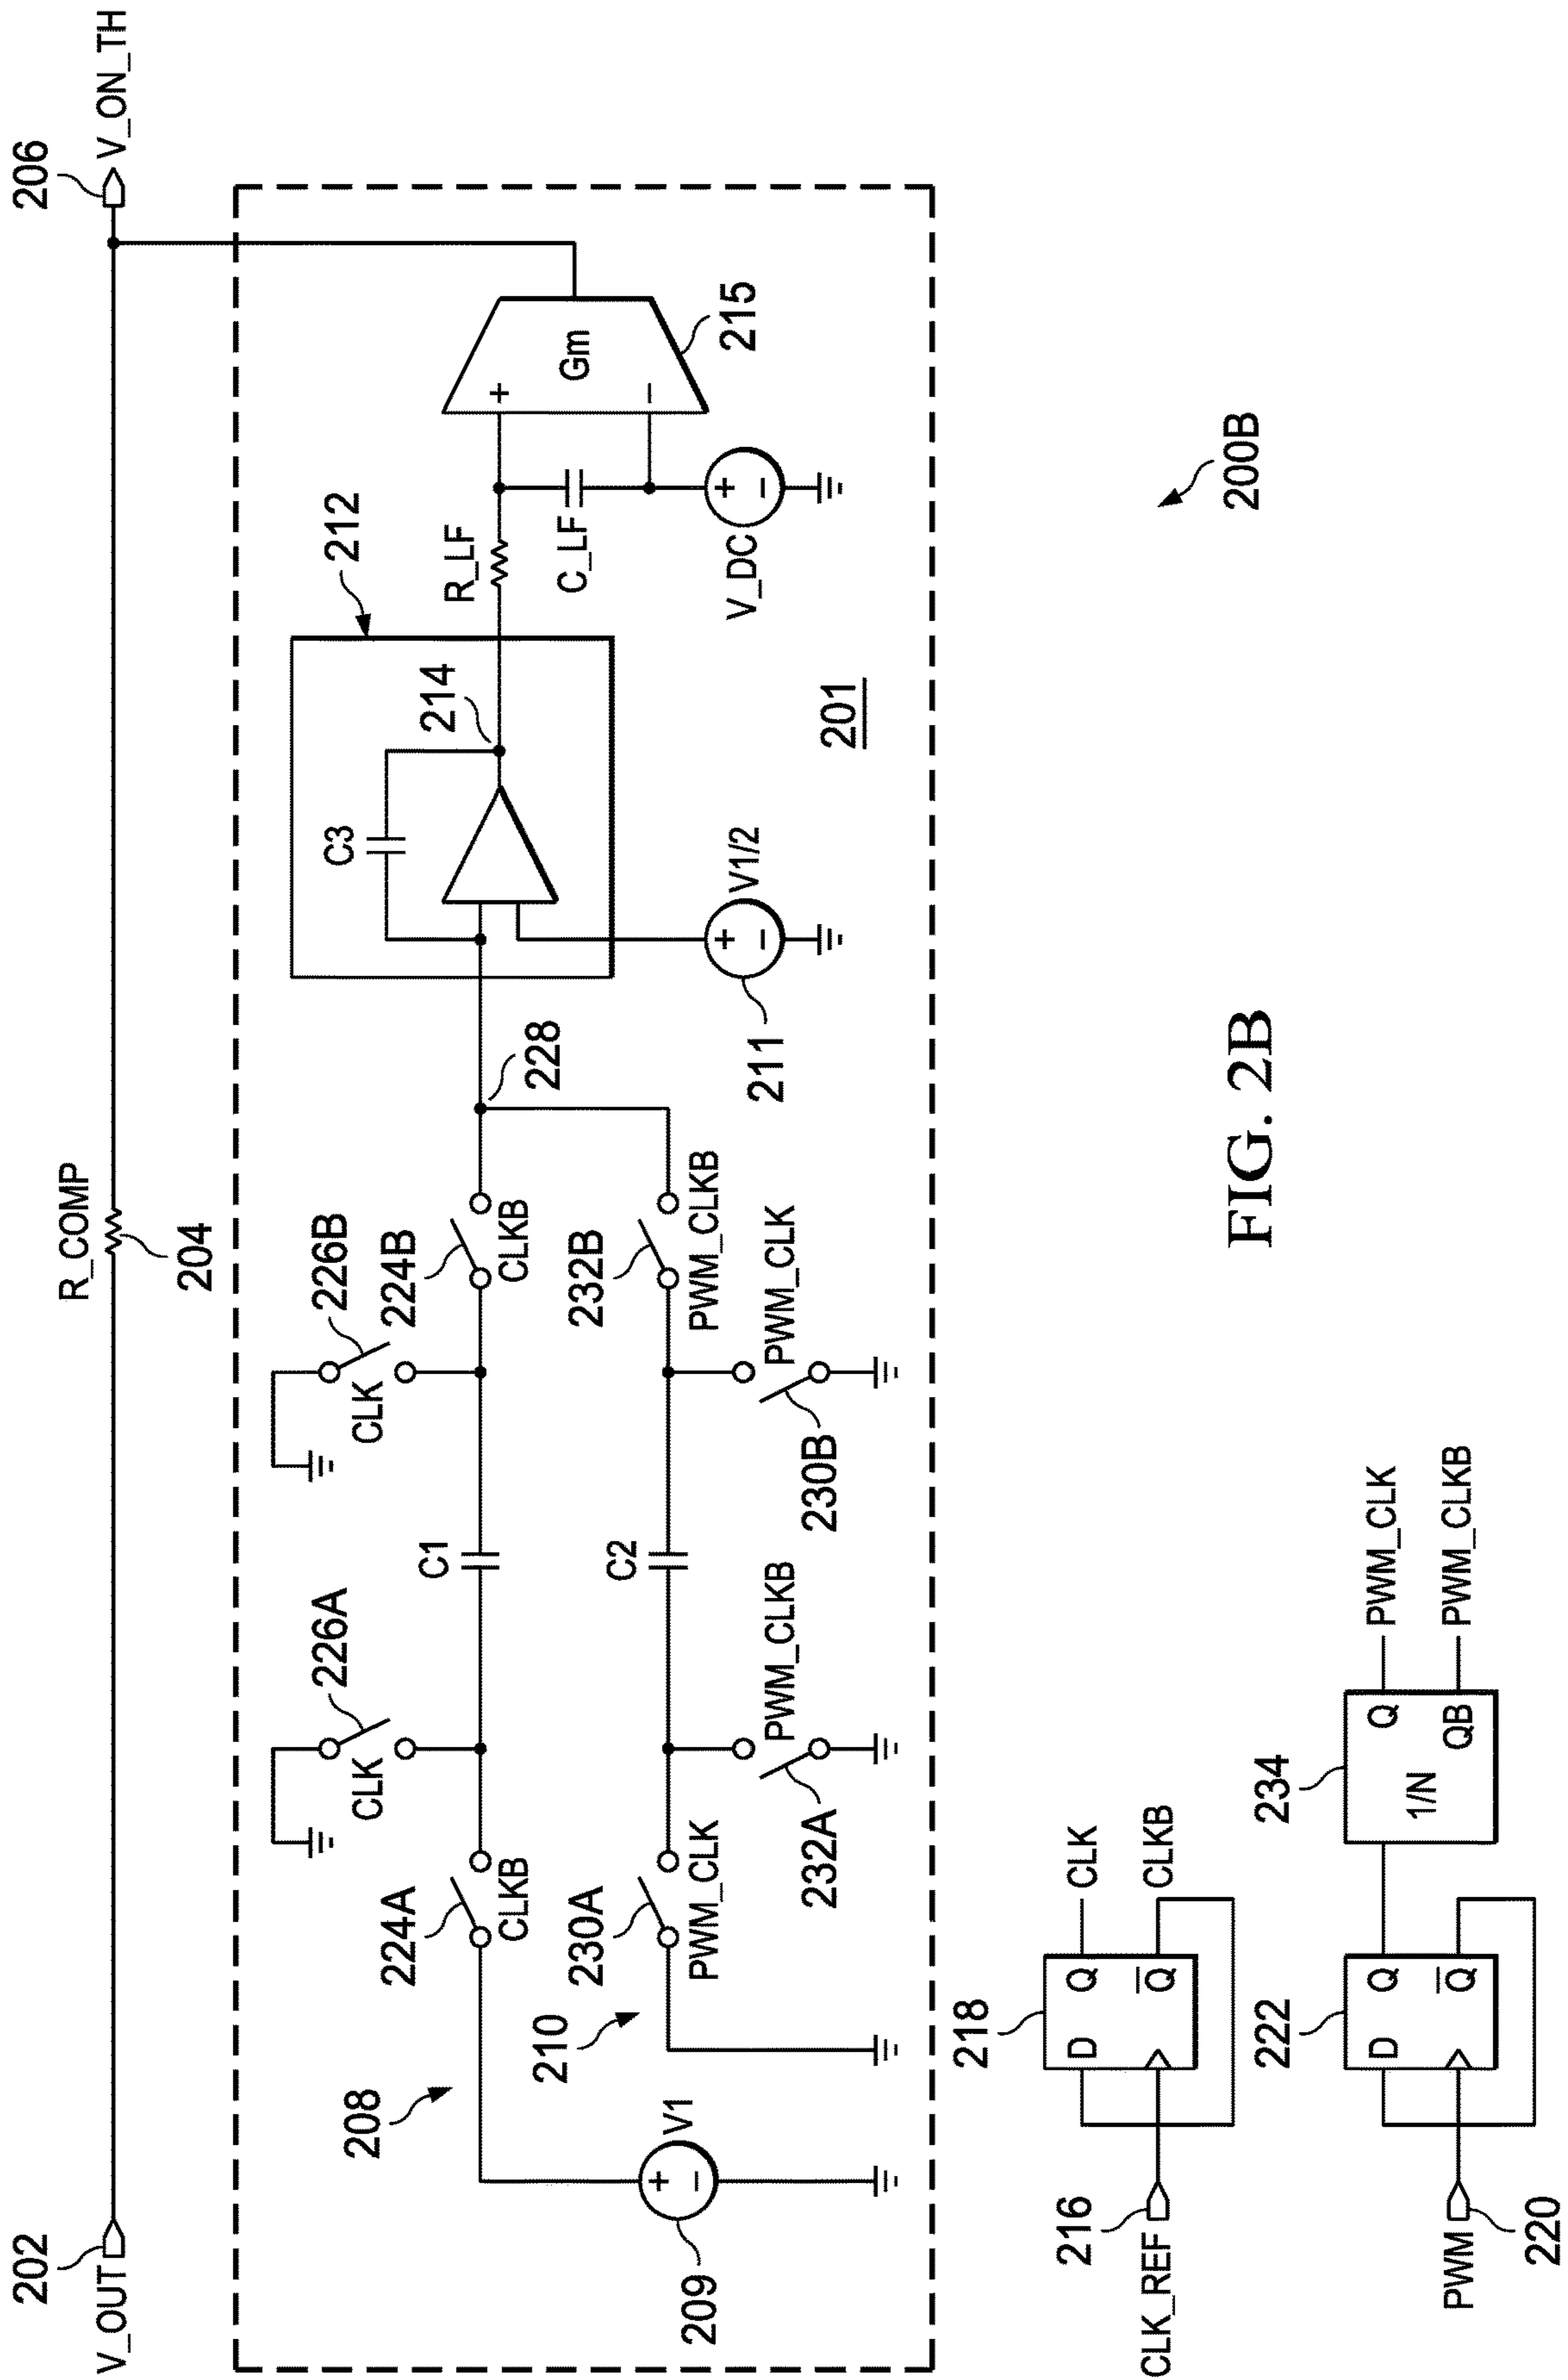 202
V_OUT
R_COMP
204
206
V_ON_TH
208
209
V1
224A
CLKB
226A
CLK
C1
226B
CLK
224B
CLKB
228
210
230A
PWM_CLK
232A
PWM_CLKB
C2
230B
PWM_CLK
232B
PWM_CLKB
211
V1/2
212
C3
214
R_LF
C_LF
V_DC
+
−
Gm
215
201
216
CLK_REF
218
D
Q
Q̅
CLK
CLKB
220
PWM
222
D
Q
Q̅
234
1/N
Q
QB
PWM_CLK
PWM_CLKB
200B
FIG. 2B